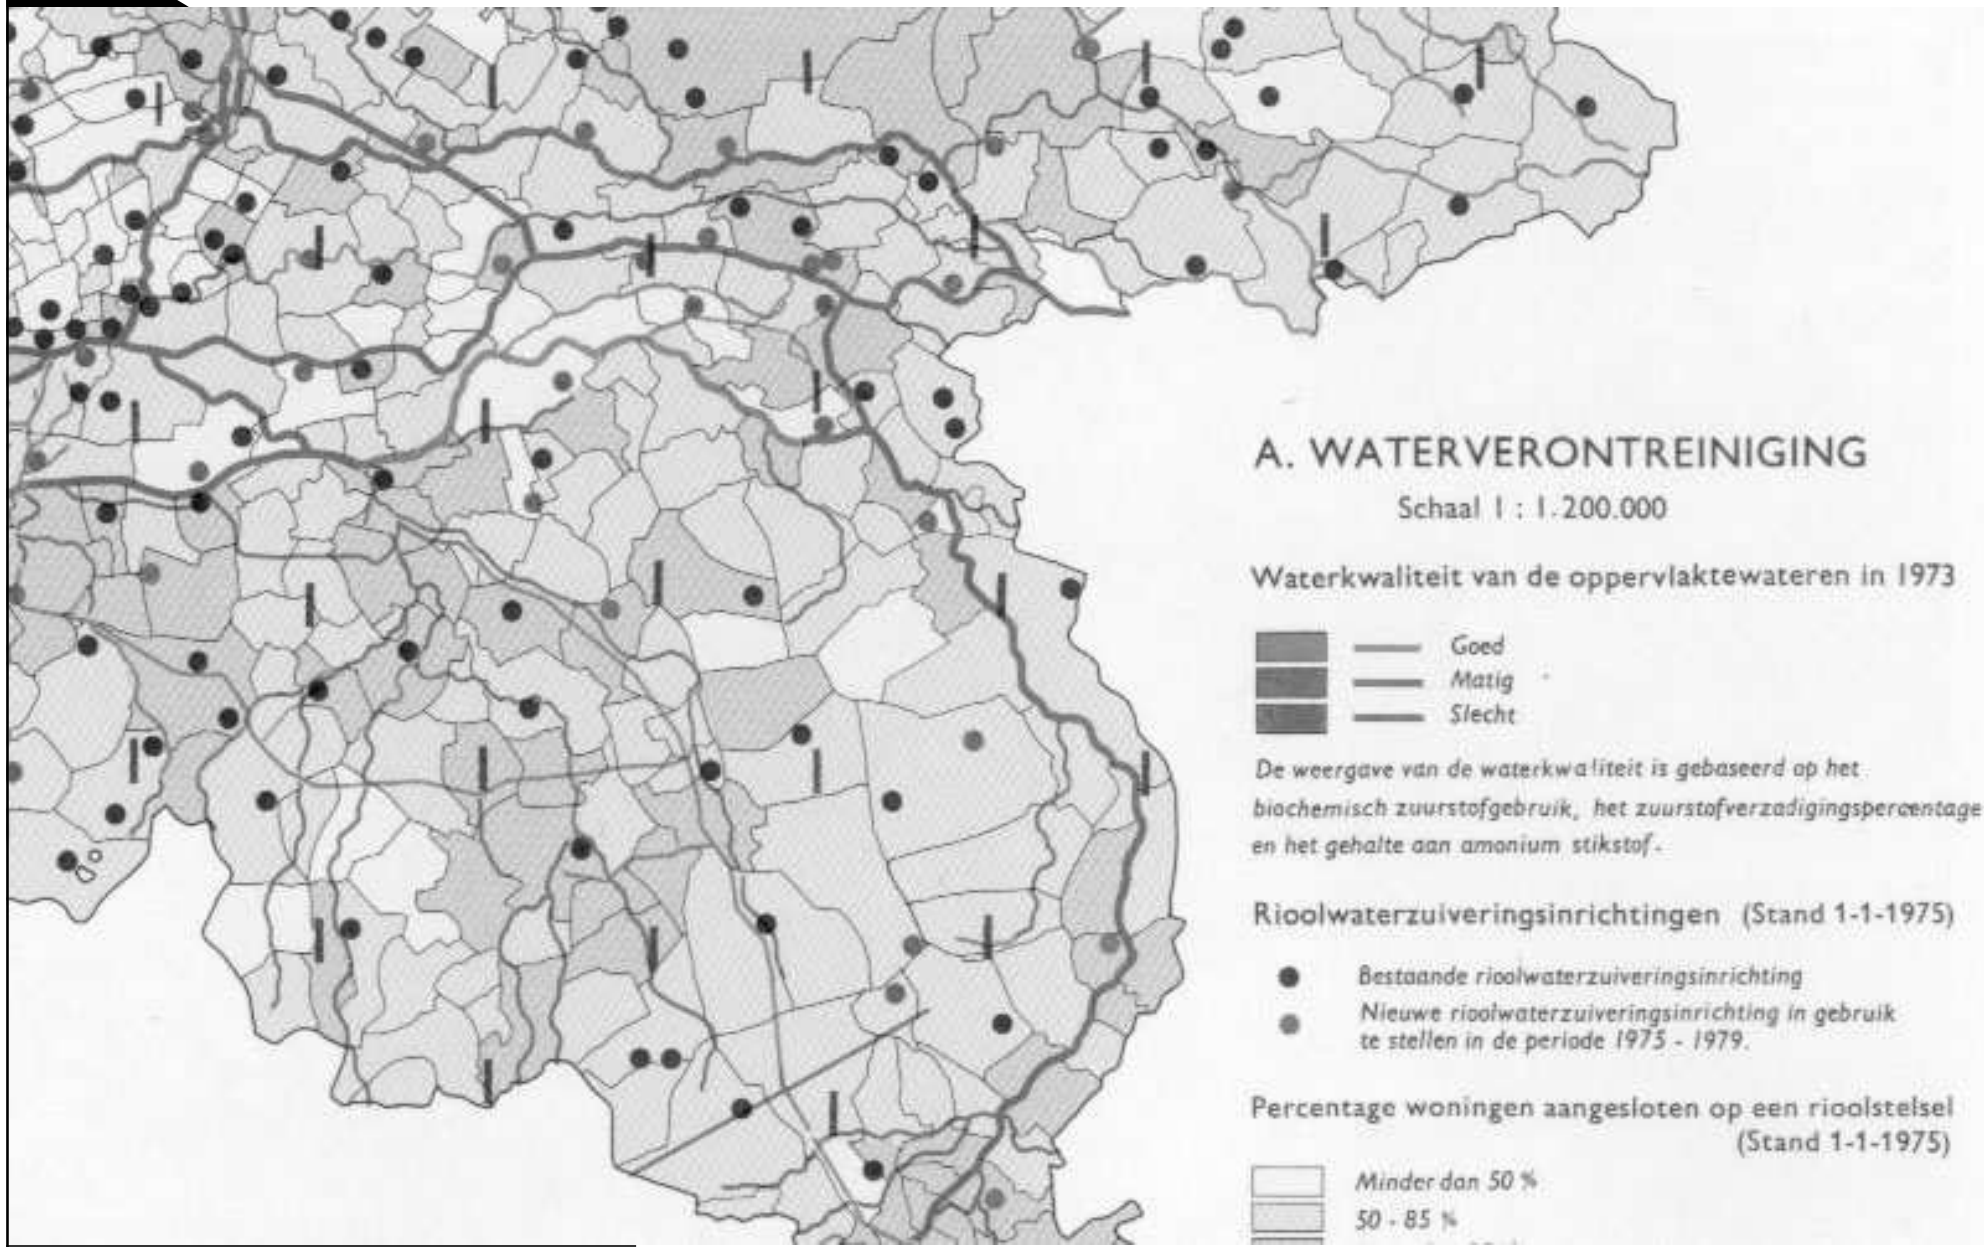 A. WATERVERONTREINIGING
Schaal 1 : 1.200.000
Waterkwaliteit van de oppervlaktewateren in 1973
Goed
Matig
Slecht
De weergave van de waterkwaliteit is gebaseerd op het
biochemisch zuurstofgebruik, het zuurstofverzadigingspercentage
en het gehalte aan amonium stikstof.
Rioolwaterzuiveringsinrichtingen (Stand 1-1-1975)
Bestaande rioolwaterzuiveringsinrichting
Nieuwe rioolwaterzuiveringsinrichting in gebruik
te stellen in de periode 1975 - 1979.
Percentage woningen aangesloten op een rioolstelsel
(Stand 1-1-1975)
Minder dan 50 %
50 - 85 %